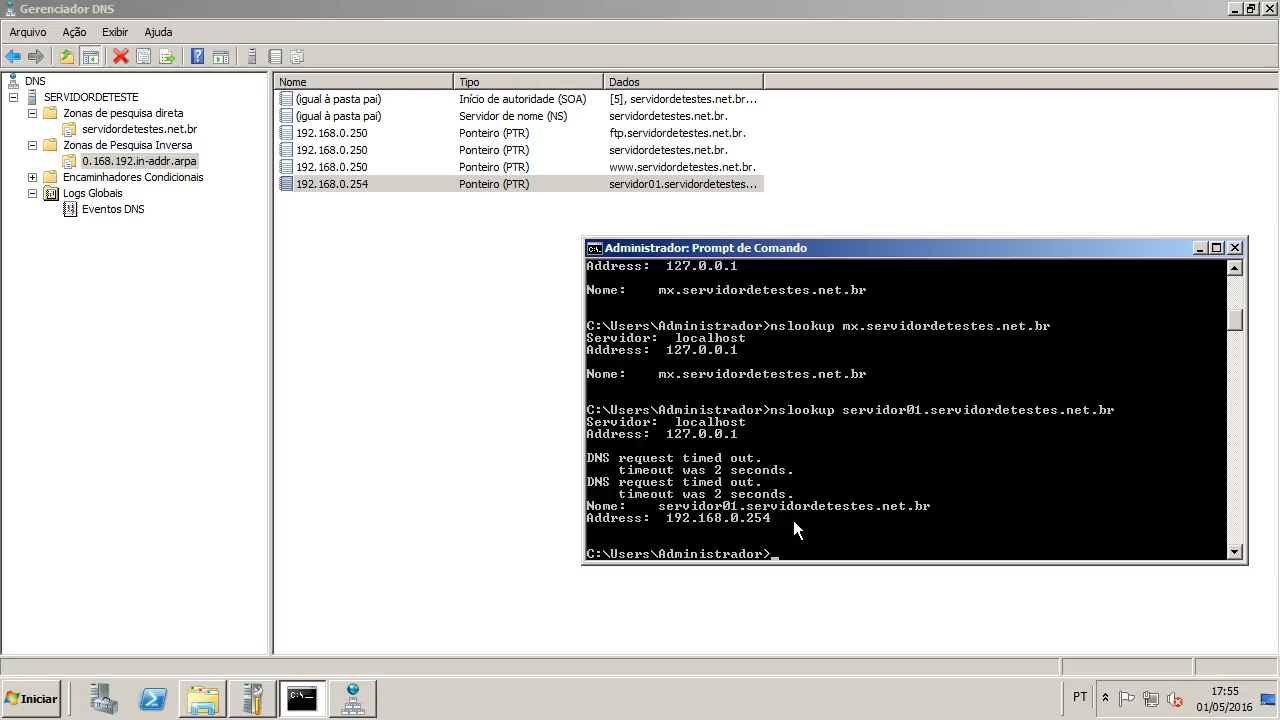 Gerenciador DNS
Arquivo Ação Exibir Ajuda
DNS
SERVIDORDETESTE
Zonas de pesquisa direta
servidordetestes.net.br
Zonas de Pesquisa Inversa
0.168.192.in-addr.arpa
Encaminhadores Condicionais
Logs Globais
Eventos DNS
Nome Tipo Dados
(igual à pasta pai) Início de autoridade (SOA) [5], servidordetestes.net.br...
(igual à pasta pai) Servidor de nome (NS) servidordetestes.net.br.
192.168.0.250 Ponteiro (PTR) ftp.servidordetestes.net.br.
192.168.0.250 Ponteiro (PTR) servidordetestes.net.br.
192.168.0.250 Ponteiro (PTR) www.servidordetestes.net.br.
192.168.0.254 Ponteiro (PTR) servidor01.servidordetestes...
Administrador: Prompt de Comando
Address: 127.0.0.1
Nome: mx.servidordetestes.net.br
C:\Users\Administrador>nslookup mx.servidordetestes.net.br
Servidor: localhost
Address: 127.0.0.1
Nome: mx.servidordetestes.net.br
C:\Users\Administrador>nslookup servidor01.servidordetestes.net.br
Servidor: localhost
Address: 127.0.0.1
DNS request timed out.
timeout was 2 seconds.
DNS request timed out.
timeout was 2 seconds.
Nome: servidor01.servidordetestes.net.br
Address: 192.168.0.254
C:\Users\Administrador>_
Iniciar
PT
17:55
01/05/2016